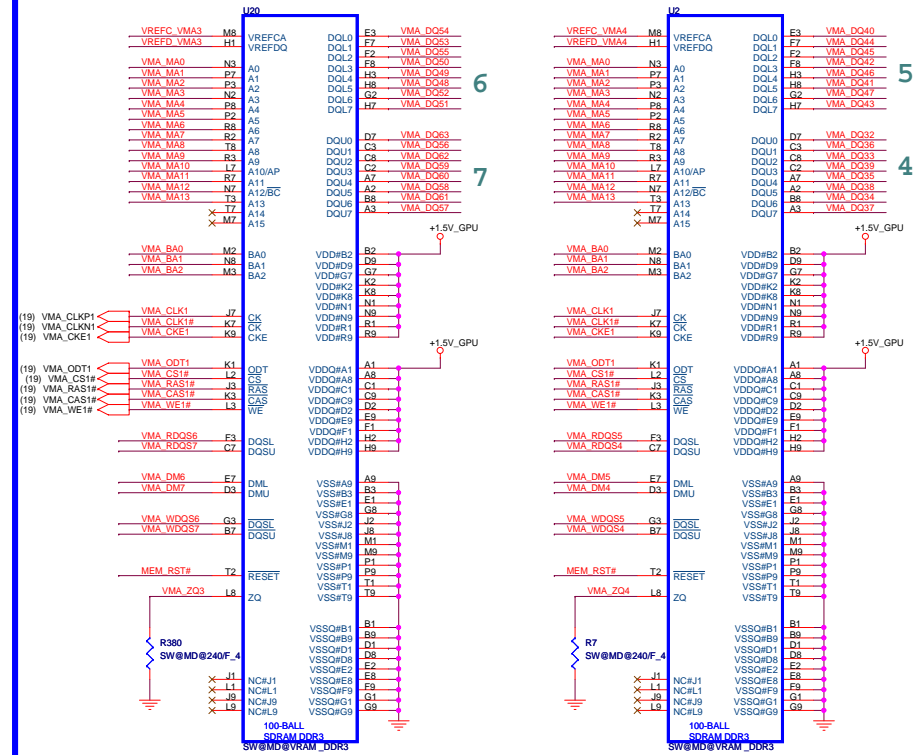 U20
VREFC_VMA3 M8 VREFCA DQL0 E3 VMA_DQ54
VREFD_VMA3 H1 VREFDQ DQL1 F7 VMA_DQ53
DQL2 F2 VMA_DQ55
VMA_MA0 N3 A0 DQL3 F8 VMA_DQ50
VMA_MA1 P7 A1 DQL4 H3 VMA_DQ49
VMA_MA2 P3 A2 DQL5 H8 VMA_DQ48
6
VMA_MA3 N2 A3 DQL6 G2 VMA_DQ52
VMA_MA4 P8 A4 DQL7 H7 VMA_DQ51
VMA_MA5 P2 A5
VMA_MA6 R8 A6
VMA_MA7 R2 A7 DQU0 D7 VMA_DQ63
VMA_MA8 T8 A8 DQU1 C3 VMA_DQ56
VMA_MA9 R3 A9 DQU2 C8 VMA_DQ62
VMA_MA10 L7 A10/AP DQU3 C2 VMA_DQ59
VMA_MA11 R7 A11 DQU4 A7 VMA_DQ60
7
VMA_MA12 N7 A12/BC DQU5 A2 VMA_DQ58
VMA_MA13 T3 A13 DQU6 B8 VMA_DQ61
T7 A14 DQU7 A3 VMA_DQ57
M7 A15
+1.5V_GPU
VMA_BA0 M2 BA0 VDD#B2 B2
VMA_BA1 N8 BA1 VDD#D9 D9
VMA_BA2 M3 BA2 VDD#G7 G7
VDD#K2 K2
VDD#K8 K8
VDD#N1 N1
(19) VMA_CLKP1 VMA_CLK1 J7 CK VDD#N9 N9
(19) VMA_CLKN1 VMA_CLK1# K7 CK VDD#R1 R1
(19) VMA_CKE1 VMA_CKE1 K9 CKE VDD#R9 R9
+1.5V_GPU
(19) VMA_ODT1 VMA_ODT1 K1 ODT VDDQ#A1 A1
(19) VMA_CS1# VMA_CS1# L2 CS VDDQ#A8 A8
(19) VMA_RAS1# VMA_RAS1# J3 RAS VDDQ#C1 C1
(19) VMA_CAS1# VMA_CAS1# K3 CAS VDDQ#C9 C9
(19) VMA_WE1# VMA_WE1# L3 WE VDDQ#D2 D2
VDDQ#E9 E9
VDDQ#F1 F1
VMA_RDQS6 F3 DQSL VDDQ#H2 H2
VMA_RDQS7 C7 DQSU VDDQ#H9 H9
VMA_DM6 E7 DML VSS#A9 A9
VMA_DM7 D3 DMU VSS#B3 B3
VSS#E1 E1
VSS#G8 G8
VMA_WDQS6 G3 DQSL VSS#J2 J2
VMA_WDQS7 B7 DQSU VSS#J8 J8
VSS#M1 M1
VSS#M9 M9
VSS#P1 P1
MEM_RST# T2 RESET VSS#P9 P9
VSS#T1 T1
VMA_ZQ3 L8 ZQ VSS#T9 T9
VSSQ#B1 B1
R380 VSSQ#B9 B9
SW@MD@240/F_4 VSSQ#D1 D1
VSSQ#D8 D8
VSSQ#E2 E2
J1 NC#J1 VSSQ#E8 E8
L1 NC#L1 VSSQ#F9 F9
J9 NC#J9 VSSQ#G1 G1
L9 NC#L9 VSSQ#G9 G9
100-BALL
SDRAM DDR3
SW@MD@VRAM _DDR3
U2
VREFC_VMA4 M8 VREFCA DQL0 E3 VMA_DQ40
VREFD_VMA4 H1 VREFDQ DQL1 F7 VMA_DQ44
DQL2 F2 VMA_DQ45
VMA_MA0 N3 A0 DQL3 F8 VMA_DQ42
5
VMA_MA1 P7 A1 DQL4 H3 VMA_DQ46
VMA_MA2 P3 A2 DQL5 H8 VMA_DQ41
VMA_MA3 N2 A3 DQL6 G2 VMA_DQ47
VMA_MA4 P8 A4 DQL7 H7 VMA_DQ43
VMA_MA5 P2 A5
VMA_MA6 R8 A6
VMA_MA7 R2 A7 DQU0 D7 VMA_DQ32
VMA_MA8 T8 A8 DQU1 C3 VMA_DQ36
VMA_MA9 R3 A9 DQU2 C8 VMA_DQ33
4
VMA_MA10 L7 A10/AP DQU3 C2 VMA_DQ39
VMA_MA11 R7 A11 DQU4 A7 VMA_DQ35
VMA_MA12 N7 A12/BC DQU5 A2 VMA_DQ38
VMA_MA13 T3 A13 DQU6 B8 VMA_DQ34
T7 A14 DQU7 A3 VMA_DQ37
M7 A15
+1.5V_GPU
VMA_BA0 M2 BA0 VDD#B2 B2
VMA_BA1 N8 BA1 VDD#D9 D9
VMA_BA2 M3 BA2 VDD#G7 G7
VDD#K2 K2
VDD#K8 K8
VDD#N1 N1
VMA_CLK1 J7 CK VDD#N9 N9
VMA_CLK1# K7 CK VDD#R1 R1
VMA_CKE1 K9 CKE VDD#R9 R9
+1.5V_GPU
VMA_ODT1 K1 ODT VDDQ#A1 A1
VMA_CS1# L2 CS VDDQ#A8 A8
VMA_RAS1# J3 RAS VDDQ#C1 C1
VMA_CAS1# K3 CAS VDDQ#C9 C9
VMA_WE1# L3 WE VDDQ#D2 D2
VDDQ#E9 E9
VDDQ#F1 F1
VMA_RDQS5 F3 DQSL VDDQ#H2 H2
VMA_RDQS4 C7 DQSU VDDQ#H9 H9
VMA_DM5 E7 DML VSS#A9 A9
VMA_DM4 D3 DMU VSS#B3 B3
VSS#E1 E1
VSS#G8 G8
VMA_WDQS5 G3 DQSL VSS#J2 J2
VMA_WDQS4 B7 DQSU VSS#J8 J8
VSS#M1 M1
VSS#M9 M9
VSS#P1 P1
MEM_RST# T2 RESET VSS#P9 P9
VSS#T1 T1
VMA_ZQ4 L8 ZQ VSS#T9 T9
VSSQ#B1 B1
R7 VSSQ#B9 B9
SW@MD@240/F_4 VSSQ#D1 D1
VSSQ#D8 D8
VSSQ#E2 E2
J1 NC#J1 VSSQ#E8 E8
L1 NC#L1 VSSQ#F9 F9
J9 NC#J9 VSSQ#G1 G1
L9 NC#L9 VSSQ#G9 G9
100-BALL
SDRAM DDR3
SW@MD@VRAM _DDR3